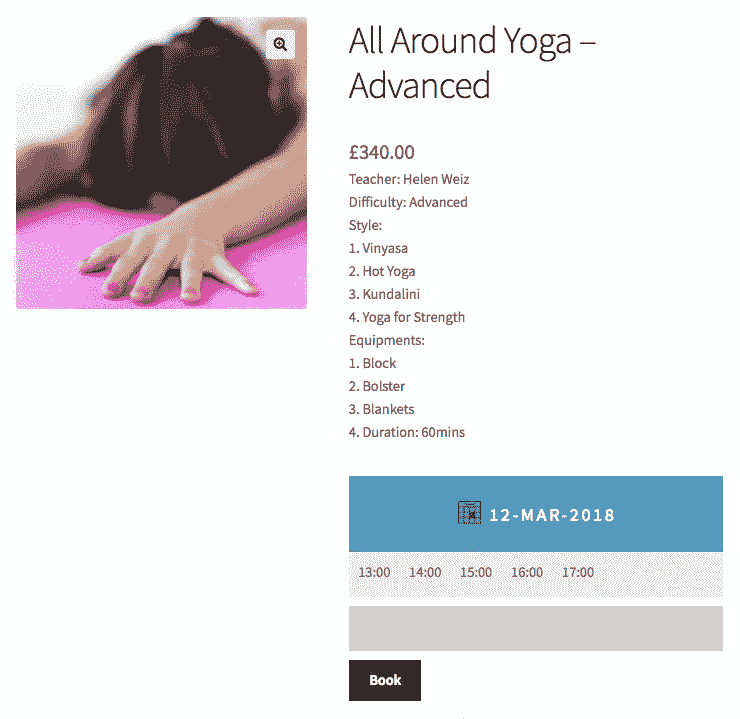 All Around Yoga –
Advanced
£340.00
Teacher: Helen Weiz
Difficulty: Advanced
Style:
1. Vinyasa
2. Hot Yoga
3. Kundalini
4. Yoga for Strength
Equipments:
1. Block
2. Bolster
3. Blankets
4. Duration: 60mins
12-MAR-2018
13:00 14:00 15:00 16:00 17:00
Book